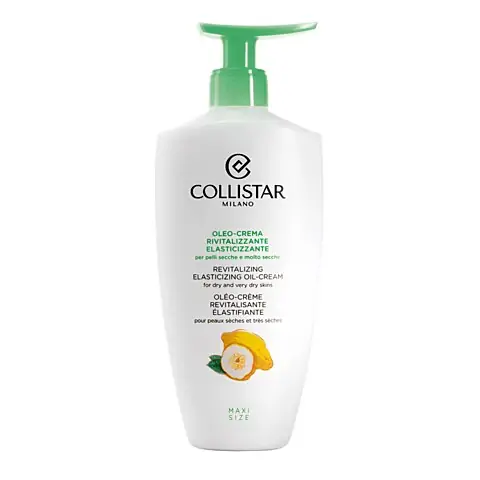 COLLISTAR
MILANO
OLEO-CREMA
RIVITALIZZANTE
ELASTICIZZANTE
per pelli secche e molto secche
REVITALIZING
ELASTICIZING OIL-CREAM
for dry and very dry skins
OLÉO-CRÈME
REVITALISANTE
ÉLASTIFIANTE
pour peaux sèches et très sèches
MAXI
SIZE